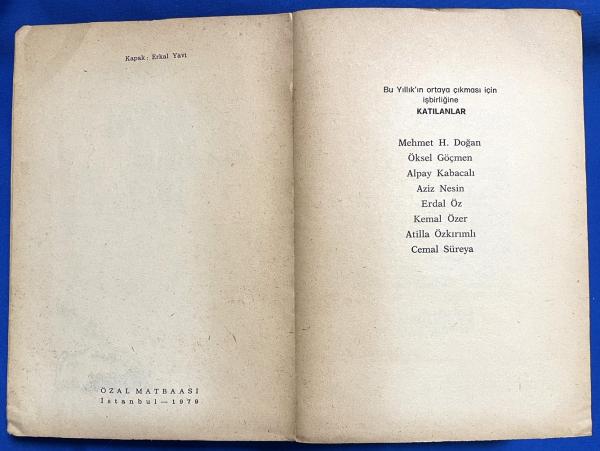 Kapak: Erkal Yavi
ÖZAL MATBAASI
İstanbul — 1979
Bu Yıllık'ın ortaya çıkması için
işbirliğine
KATILANLAR
Mehmet H. Doğan
Öksel Göçmen
Alpay Kabacalı
Aziz Nesin
Erdal Öz
Kemal Özer
Atilla Özkırımlı
Cemal Süreya